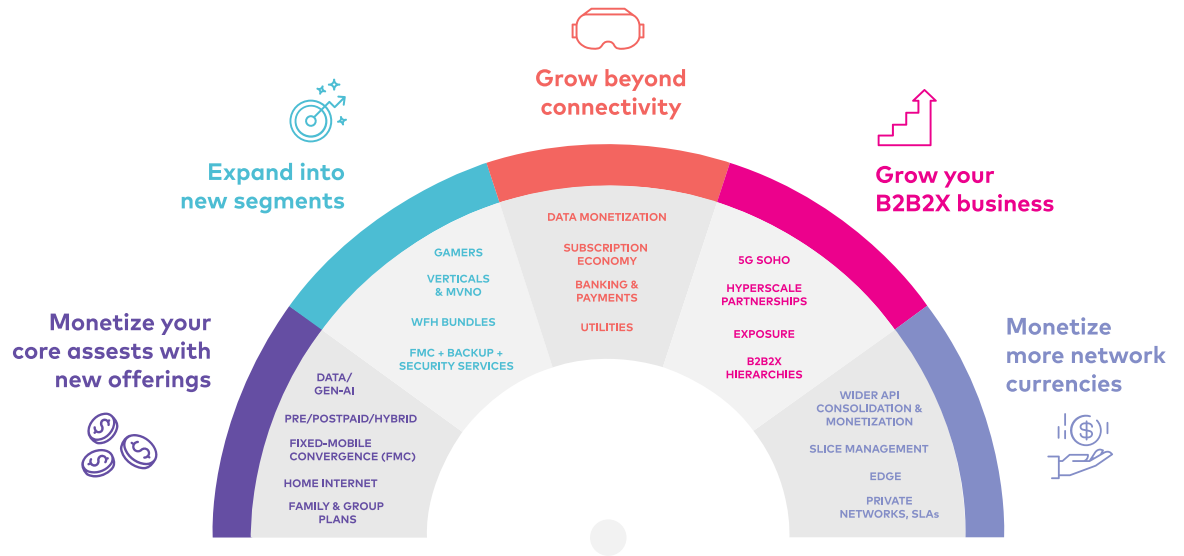 Grow beyond
connectivity
Expand into
new segments
Grow your
B2B2X business
Monetize your
core assests with
new offerings
Monetize
more network
currencies
DATA/
GEN-AI
PRE/POSTPAID/HYBRID
FIXED-MOBILE
CONVERGENCE (FMC)
HOME INTERNET
FAMILY & GROUP
PLANS
GAMERS
VERTICALS
& MVNO
WFH BUNDLES
FMC + BACKUP +
SECURITY SERVICES
DATA MONETIZATION
SUBSCRIPTION
ECONOMY
BANKING &
PAYMENTS
UTILITIES
5G SOHO
HYPERSCALE
PARTNERSHIPS
EXPOSURE
B2B2X
HIERARCHIES
WIDER API
CONSOLIDATION &
MONETIZATION
SLICE MANAGEMENT
EDGE
PRIVATE
NETWORKS, SLAs